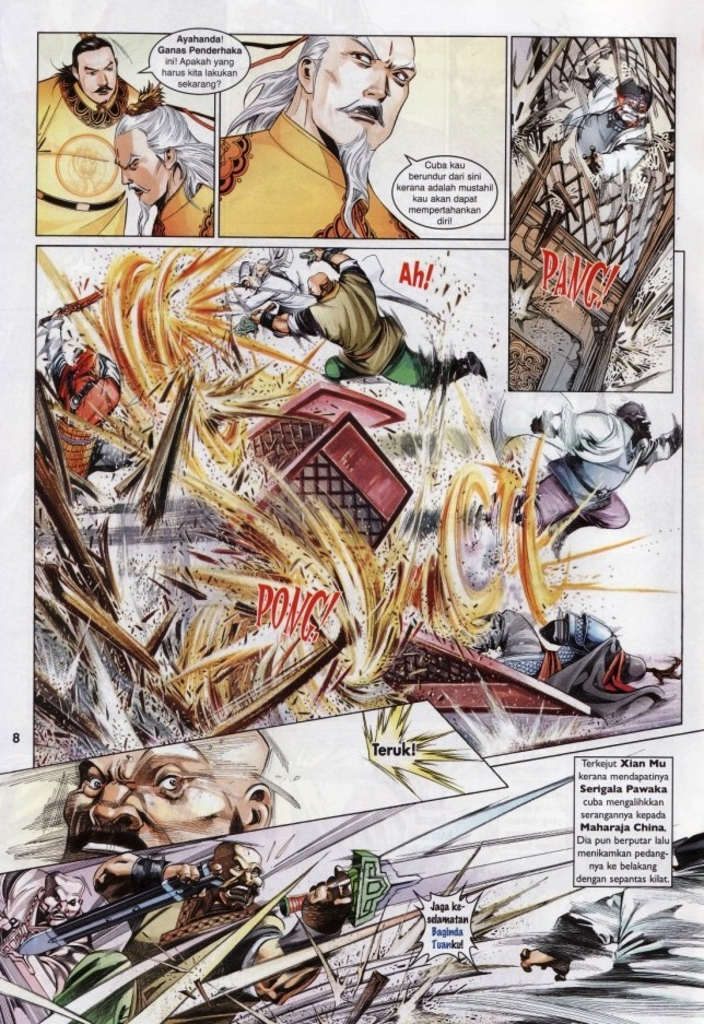 Ayahanda!
Ganas Penderhaka
ini! Apakah yang
harus kita lakukan
sekarang?
Cuba kau
berundur dari sini
kerana adalah mustahil
kau akan dapat
mempertahankan
diri!
PANG!
Ah!
PONG!
8
Teruk!
Terkejut Xian Mu
kerana mendapatinya
Serigala Pawaka
cuba mengalihkkan
serangannya kepada
Maharaja China.
Dia pun berputar lalu
menikamkan pedang-
nya ke belakang
dengan sepantas kilat.
Jaga ke-
selamatan
Baginda
Tuanku!